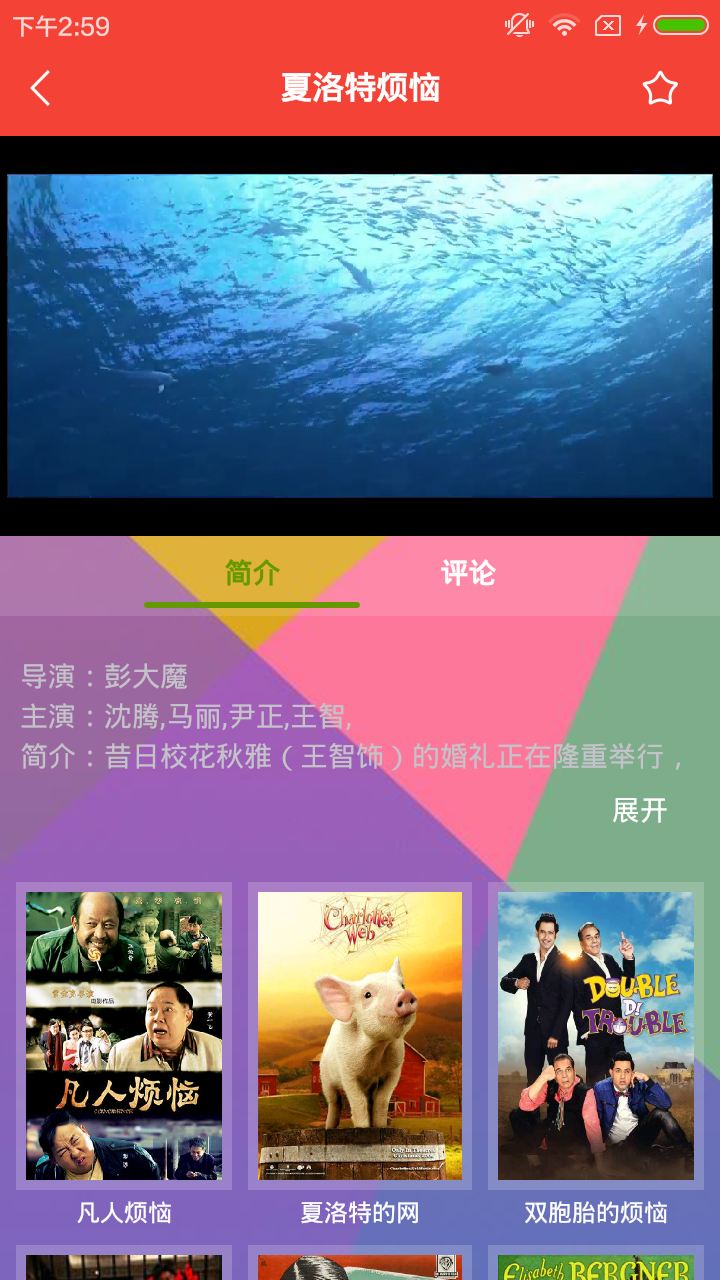 下午2:59
夏洛特烦恼
简介
评论
导演：彭大魔
主演：沈腾,马丽,尹正,王智,
简介：昔日校花秋雅（王智饰）的婚礼正在隆重举行，
展开
凡人烦恼
Charlotte's
Web
DOUBLE
DI
TROUBLE
凡人烦恼
夏洛特的网
双胞胎的烦恼
Elisabeth BERGNER